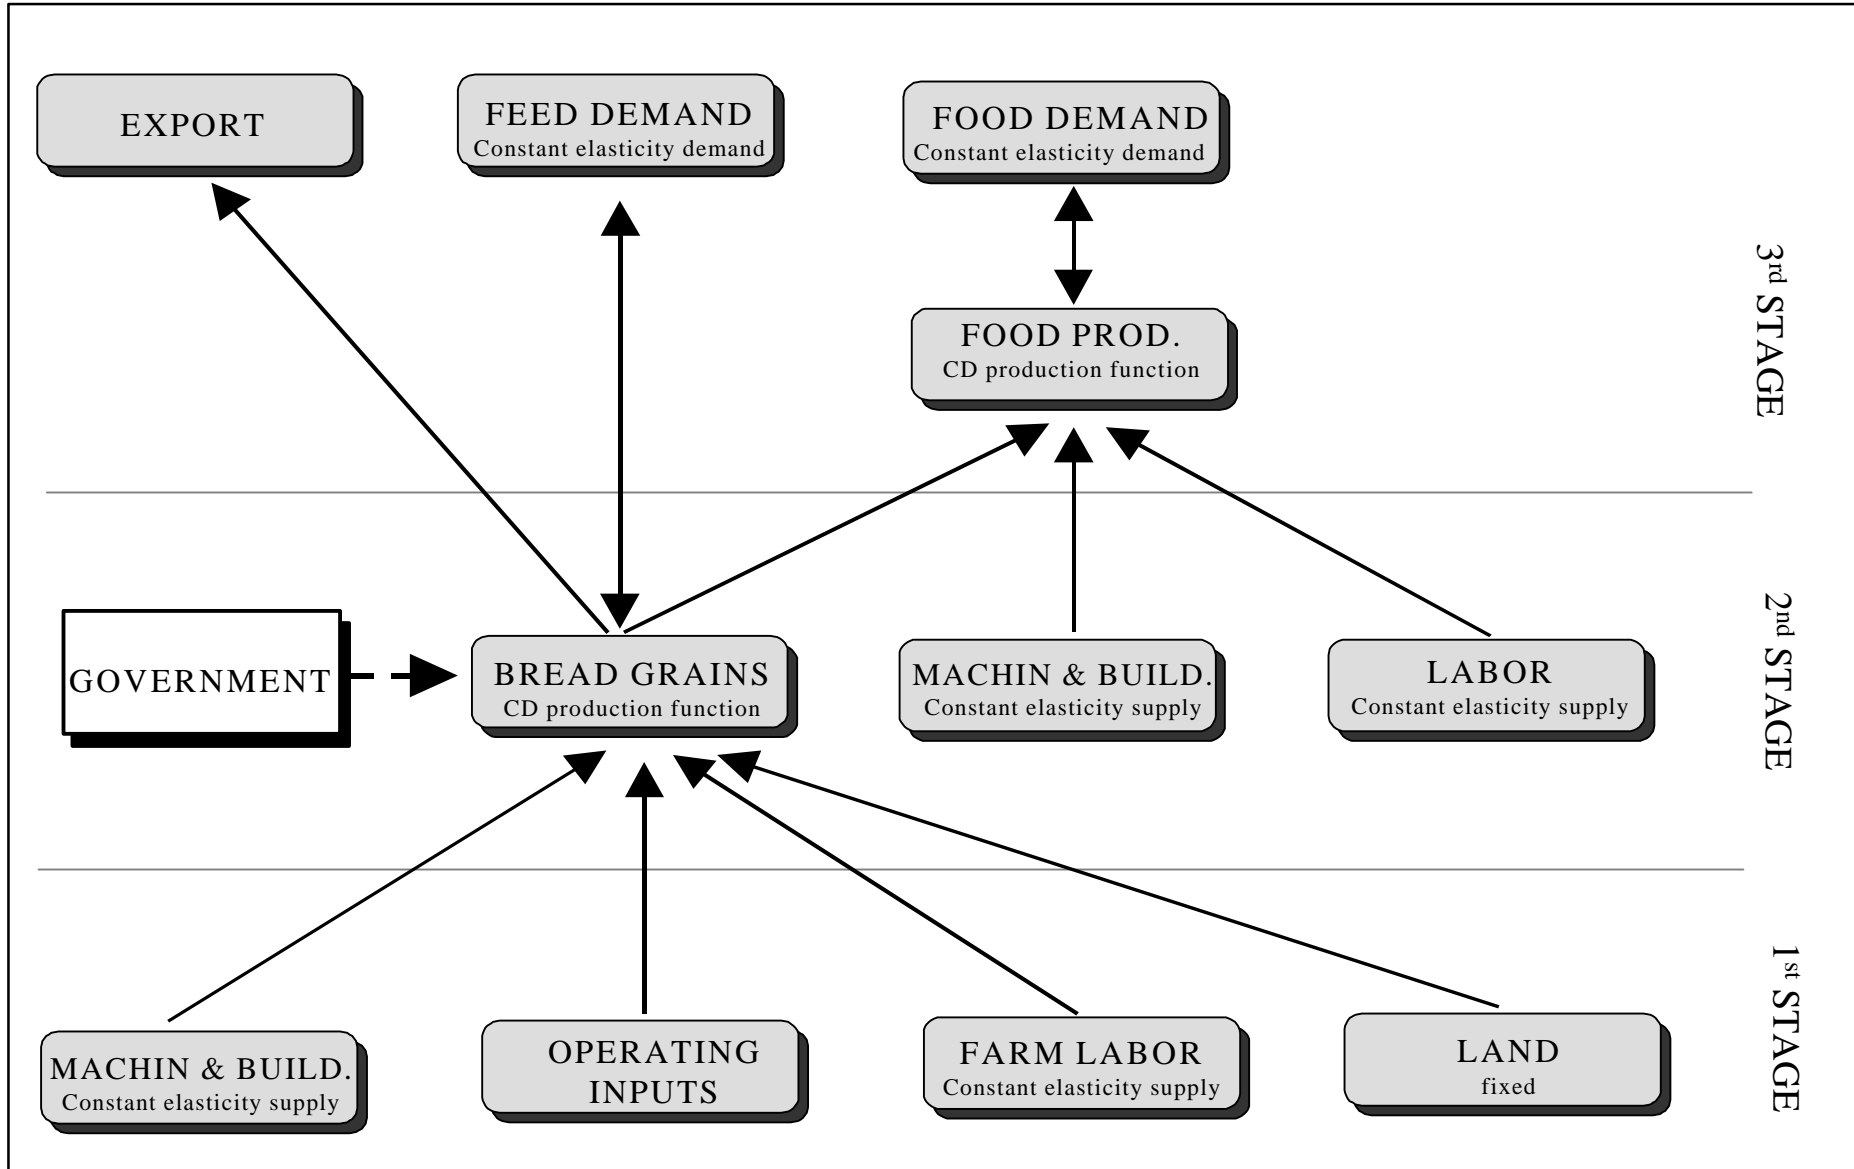 EXPORT
FEED DEMAND
Constant elasticity demand
FOOD DEMAND
Constant elasticity demand
FOOD PROD.
CD production function
3rd STAGE
GOVERNMENT
BREAD GRAINS
CD production function
MACHIN & BUILD.
Constant elasticity supply
LABOR
Constant elasticity supply
2nd STAGE
MACHIN & BUILD.
Constant elasticity supply
OPERATING
INPUTS
FARM LABOR
Constant elasticity supply
LAND
fixed
1st STAGE